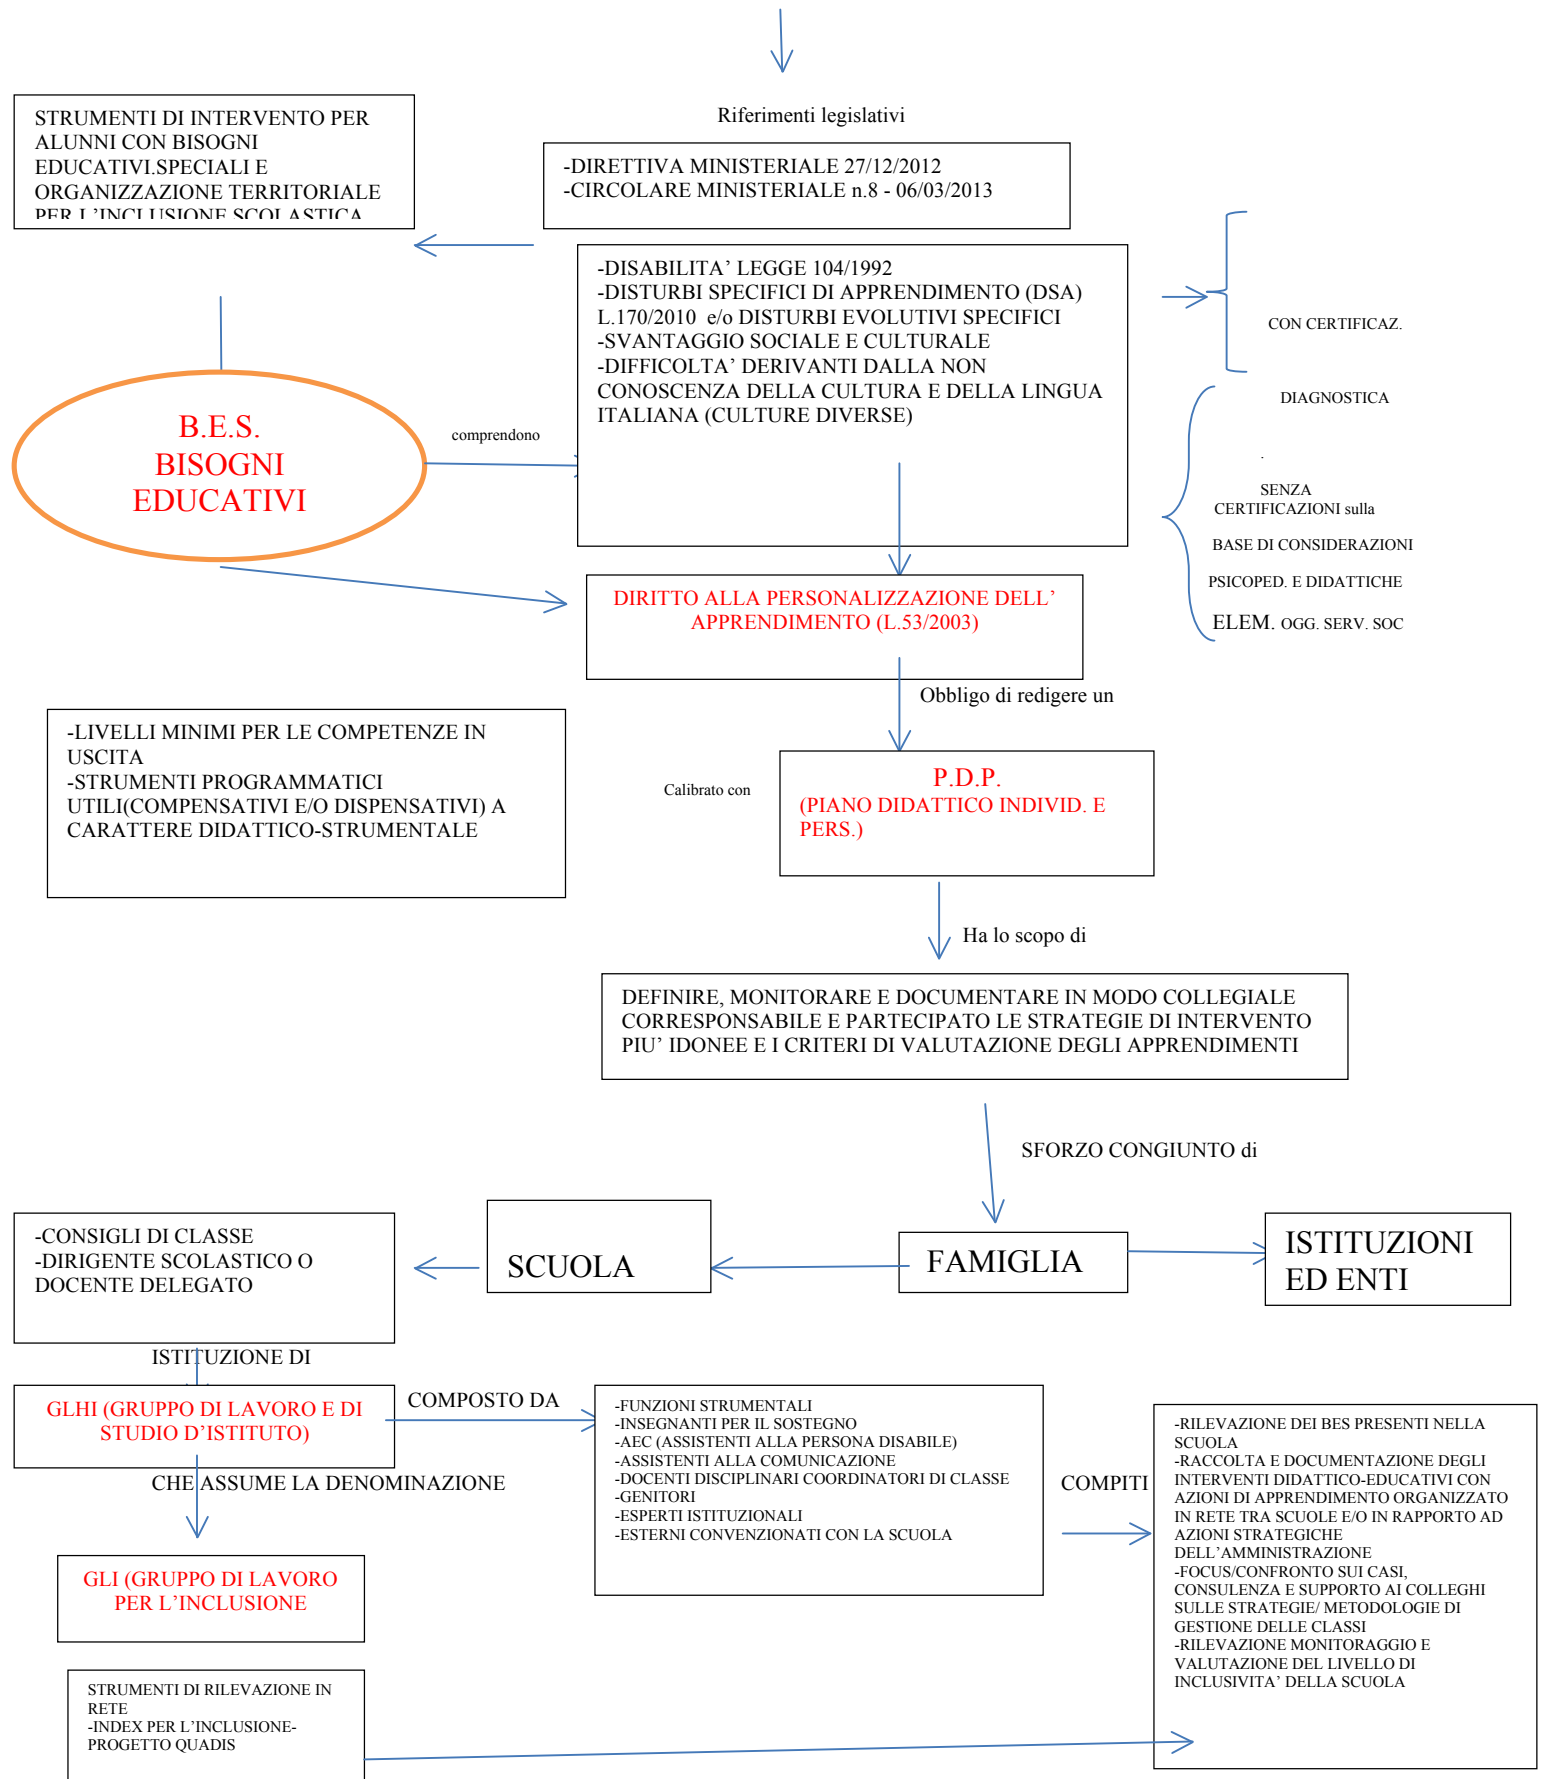 Riferimenti legislativi
STRUMENTI DI INTERVENTO PER
ALUNNI CON BISOGNI
EDUCATIVI.SPECIALI E
ORGANIZZAZIONE TERRITORIALE
PER L'INCLUSIONE SCOLASTICA
-DIRETTIVA MINISTERIALE 27/12/2012
-CIRCOLARE MINISTERIALE n.8 - 06/03/2013
-DISABILITA' LEGGE 104/1992
-DISTURBI SPECIFICI DI APPRENDIMENTO (DSA)
L.170/2010 e/o DISTURBI EVOLUTIVI SPECIFICI
-SVANTAGGIO SOCIALE E CULTURALE
-DIFFICOLTA' DERIVANTI DALLA NON
CONOSCENZA DELLA CULTURA E DELLA LINGUA
ITALIANA (CULTURE DIVERSE)
CON CERTIFICAZ.
DIAGNOSTICA
.
SENZA
CERTIFICAZIONI sulla
BASE DI CONSIDERAZIONI
PSICOPED. E DIDATTICHE
ELEM. OGG. SERV. SOC
B.E.S.
BISOGNI
EDUCATIVI
comprendono
DIRITTO ALLA PERSONALIZZAZIONE DELL'
APPRENDIMENTO (L.53/2003)
Obbligo di redigere un
-LIVELLI MINIMI PER LE COMPETENZE IN
USCITA
-STRUMENTI PROGRAMMATICI
UTILI(COMPENSATIVI E/O DISPENSATIVI) A
CARATTERE DIDATTICO-STRUMENTALE
Calibrato con
P.D.P.
(PIANO DIDATTICO INDIVID. E
PERS.)
Ha lo scopo di
DEFINIRE, MONITORARE E DOCUMENTARE IN MODO COLLEGIALE
CORRESPONSABILE E PARTECIPATO LE STRATEGIE DI INTERVENTO
PIU' IDONEE E I CRITERI DI VALUTAZIONE DEGLI APPRENDIMENTI
SFORZO CONGIUNTO di
-CONSIGLI DI CLASSE
-DIRIGENTE SCOLASTICO O
DOCENTE DELEGATO
SCUOLA
FAMIGLIA
ISTITUZIONI
ED ENTI
ISTITUZIONE DI
GLHI (GRUPPO DI LAVORO E DI
STUDIO D'ISTITUTO)
COMPOSTO DA
-FUNZIONI STRUMENTALI
-INSEGNANTI PER IL SOSTEGNO
-AEC (ASSISTENTI ALLA PERSONA DISABILE)
-ASSISTENTI ALLA COMUNICAZIONE
-DOCENTI DISCIPLINARI COORDINATORI DI CLASSE
-GENITORI
-ESPERTI ISTITUZIONALI
-ESTERNI CONVENZIONATI CON LA SCUOLA
COMPITI
-RILEVAZIONE DEI BES PRESENTI NELLA
SCUOLA
-RACCOLTA E DOCUMENTAZIONE DEGLI
INTERVENTI DIDATTICO-EDUCATIVI CON
AZIONI DI APPRENDIMENTO ORGANIZZATO
IN RETE TRA SCUOLE E/O IN RAPPORTO AD
AZIONI STRATEGICHE
DELL'AMMINISTRAZIONE
-FOCUS/CONFRONTO SUI CASI,
CONSULENZA E SUPPORTO AI COLLEGHI
SULLE STRATEGIE/ METODOLOGIE DI
GESTIONE DELLE CLASSI
-RILEVAZIONE MONITORAGGIO E
VALUTAZIONE DEL LIVELLO DI
INCLUSIVITA' DELLA SCUOLA
CHE ASSUME LA DENOMINAZIONE
GLI (GRUPPO DI LAVORO
PER L'INCLUSIONE
STRUMENTI DI RILEVAZIONE IN
RETE
-INDEX PER L'INCLUSIONE-
PROGETTO QUADIS